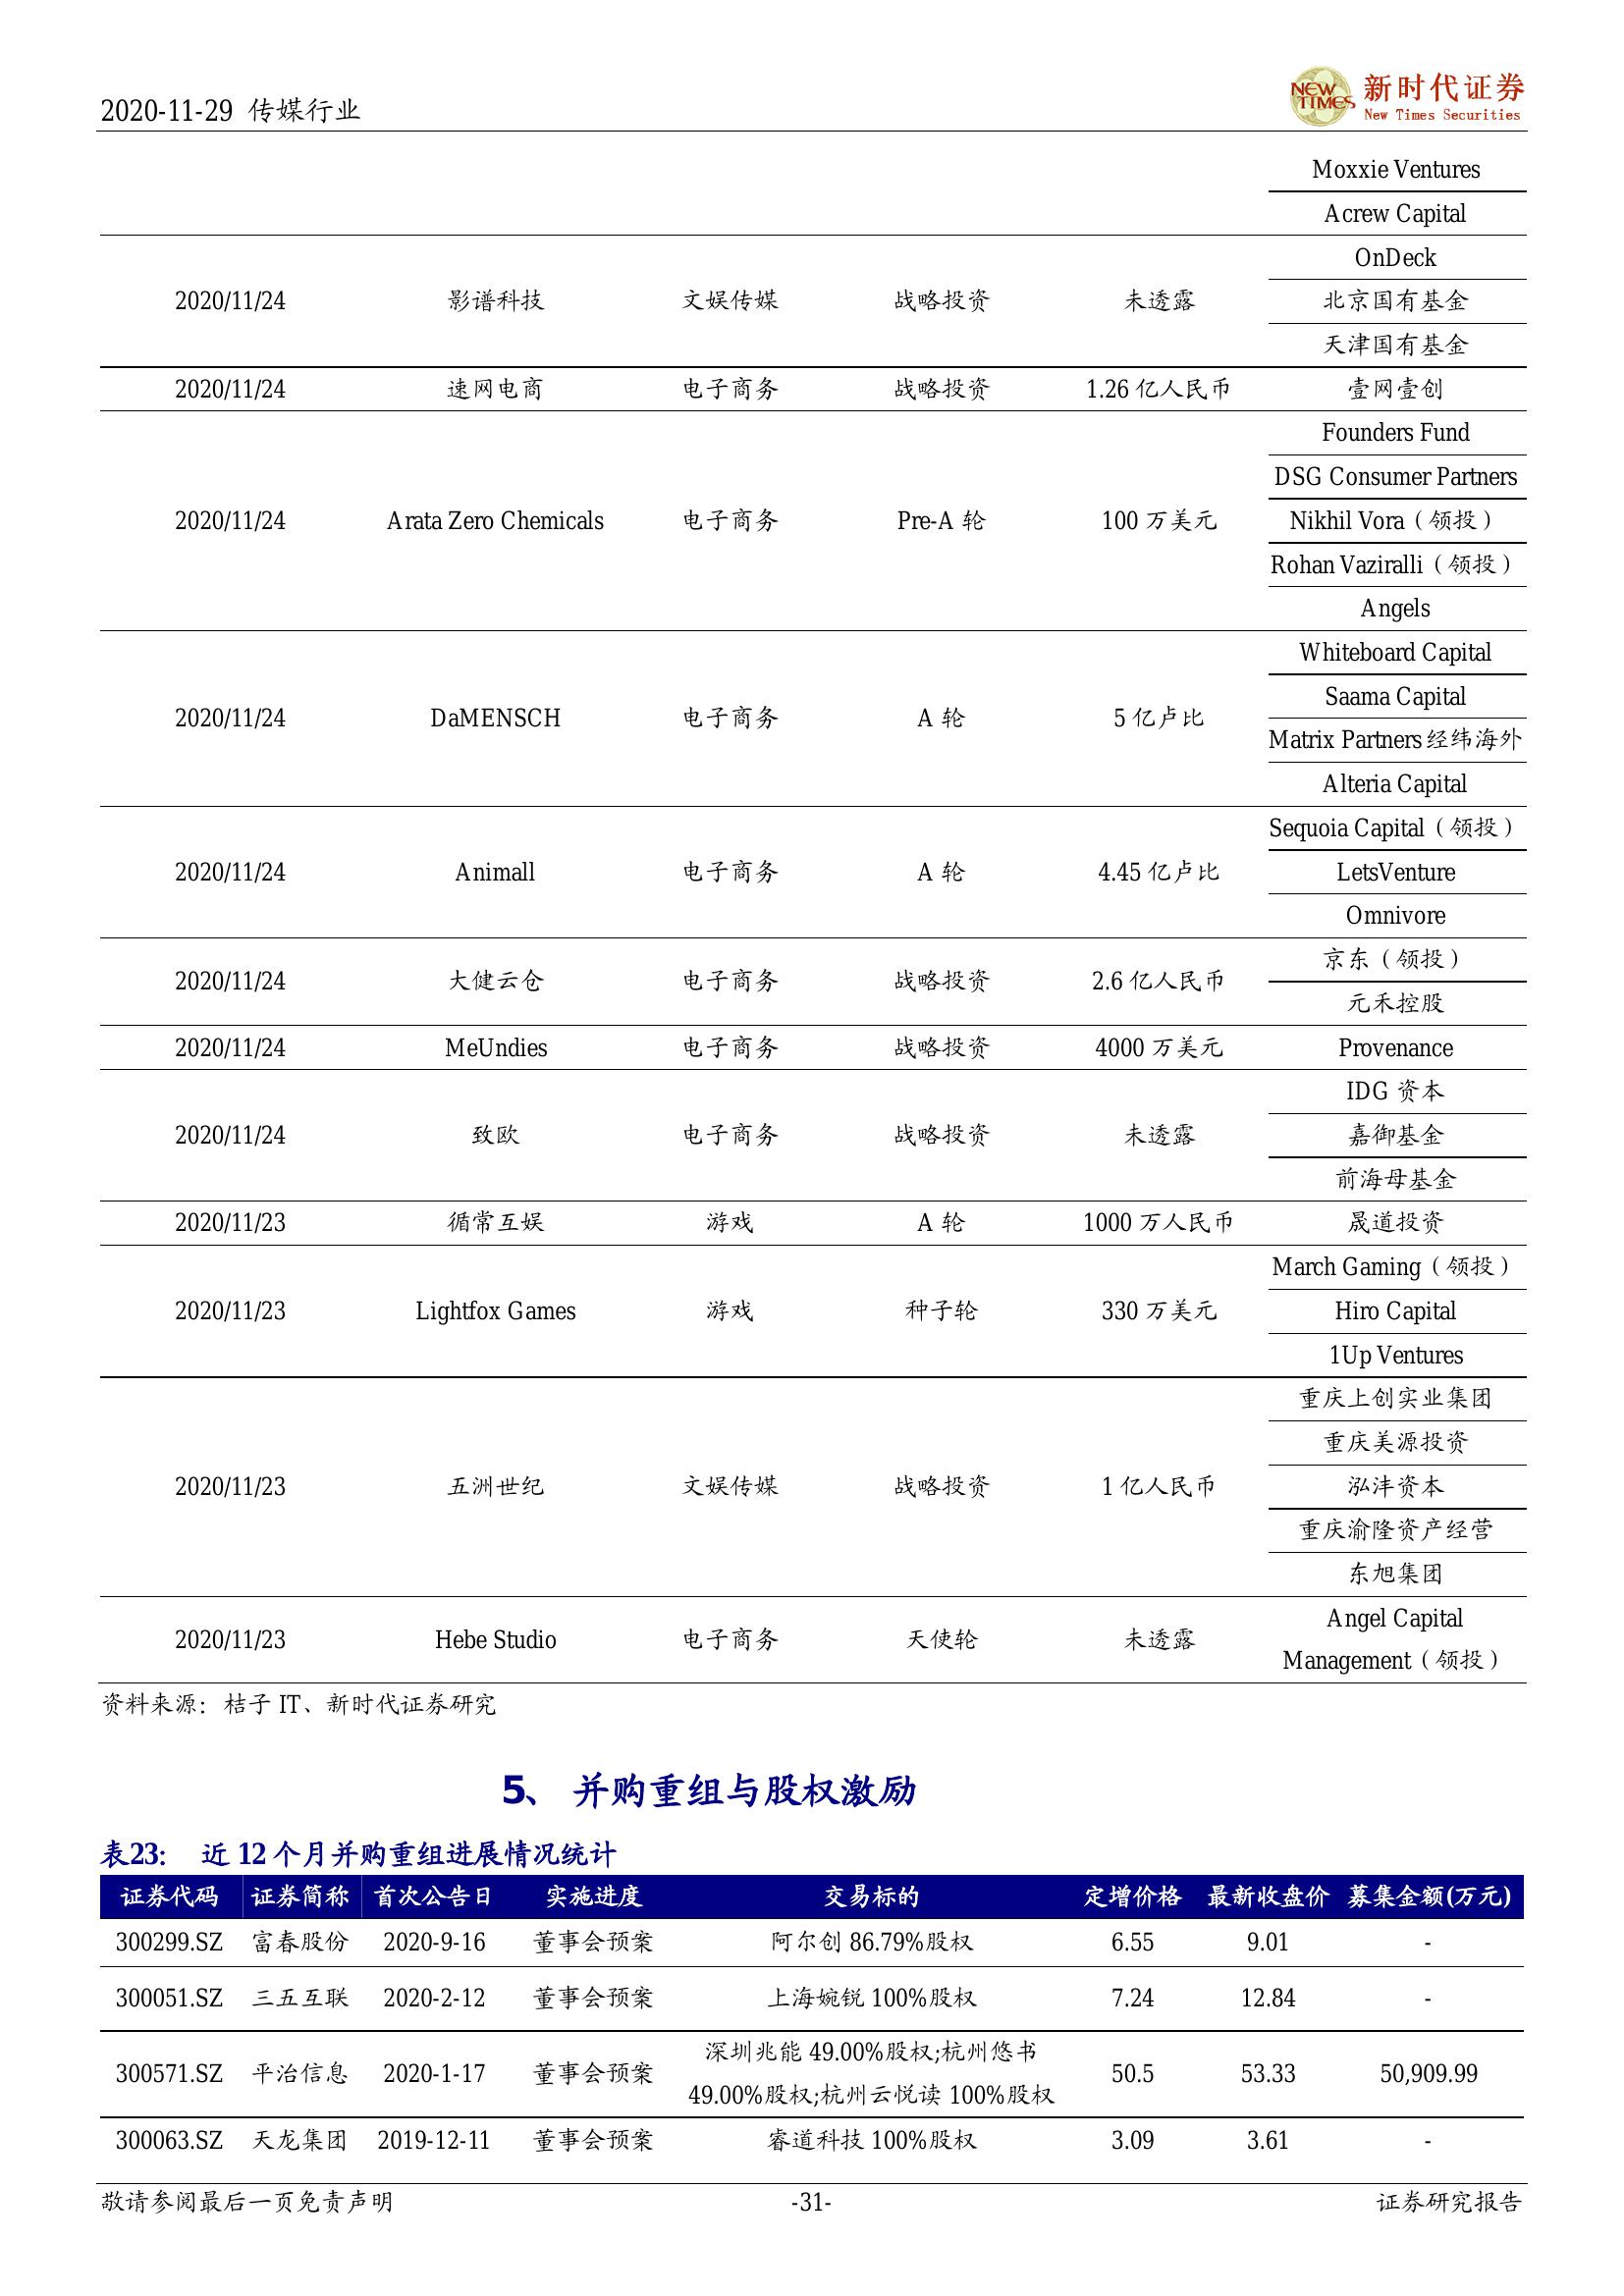 2020-11-29 传媒行业
NEW TIMES 新时代证券
New Times Securities
Moxxie Ventures
Acrew Capital
OnDeck
2020/11/24 影谱科技 文娱传媒 战略投资 未透露 北京国有基金
天津国有基金
2020/11/24 速网电商 电子商务 战略投资 1.26 亿人民币 壹网壹创
Founders Fund
DSG Consumer Partners
2020/11/24 Arata Zero Chemicals 电子商务 Pre-A 轮 100 万美元 Nikhil Vora（领投）
Rohan Vaziralli（领投）
Angels
Whiteboard Capital
Saama Capital
2020/11/24 DaMENSCH 电子商务 A 轮 5 亿卢比
Matrix Partners 经纬海外
Alteria Capital
Sequoia Capital（领投）
2020/11/24 Animall 电子商务 A 轮 4.45 亿卢比 LetsVenture
Omnivore
京东（领投）
2020/11/24 大健云仓 电子商务 战略投资 2.6 亿人民币
元禾控股
2020/11/24 MeUndies 电子商务 战略投资 4000 万美元 Provenance
IDG 资本
2020/11/24 致欧 电子商务 战略投资 未透露 嘉御基金
前海母基金
2020/11/23 循常互娱 游戏 A 轮 1000 万人民币 晟道投资
March Gaming（领投）
2020/11/23 Lightfox Games 游戏 种子轮 330 万美元 Hiro Capital
1Up Ventures
重庆上创实业集团
重庆美源投资
2020/11/23 五洲世纪 文娱传媒 战略投资 1 亿人民币 泓沣资本
重庆渝隆资产经营
东旭集团
Angel Capital
2020/11/23 Hebe Studio 电子商务 天使轮 未透露
Management（领投）
资料来源：桔子 IT、新时代证券研究
5、 并购重组与股权激励
表23： 近 12 个月并购重组进展情况统计
证券代码 证券简称 首次公告日 实施进度 交易标的 定增价格 最新收盘价 募集金额(万元)
300299.SZ 富春股份 2020-9-16 董事会预案 阿尔创 86.79%股权 6.55 9.01 -
300051.SZ 三五互联 2020-2-12 董事会预案 上海婉锐 100%股权 7.24 12.84 -
深圳兆能 49.00%股权;杭州悠书
300571.SZ 平治信息 2020-1-17 董事会预案 50.5 53.33 50,909.99
49.00%股权;杭州云悦读 100%股权
300063.SZ 天龙集团 2019-12-11 董事会预案 睿道科技 100%股权 3.09 3.61 -
敬请参阅最后一页免责声明 -31- 证券研究报告